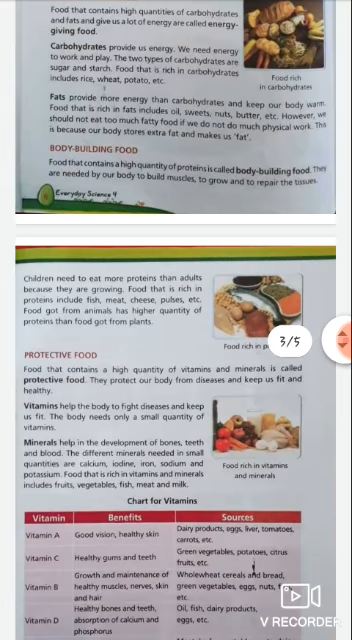 Food that contains high quantities of carbohydrates
and fats and give us a lot of energy are called energy-
giving food.
Carbohydrates provide us energy. We need energy
to work and play. The two types of carbohydrates are
sugar and starch. Food that is rich in carbohydrates
includes rice, wheat, potato, etc.
Food rich
in carbohydrates
Fats provide more energy than carbohydrates and keep our body warm.
Food that is rich in fats includes oil, sweets, nuts, butter, etc. However, we
should not eat too much fatty food if we do not do much physical work. This
is because our body stores extra fat and makes us 'fat'.
BODY-BUILDING FOOD
Food that contains a high quantity of proteins is called body-building food. They
are needed by our body to build muscles, to grow and to repair the tissues.
Everyday Science 4
Children need to eat more proteins than adults
because they are growing. Food that is rich in
proteins include fish, meat, cheese, pulses, etc.
Food got from animals has higher quantity of
proteins than food got from plants.
Food rich in
3/5
PROTECTIVE FOOD
Food that contains a high quantity of vitamins and minerals is called
protective food. They protect our body from diseases and keep us fit and
healthy.
Vitamins help the body to fight diseases and keep
us fit. The body needs only a small quantity of
vitamins.
Minerals help in the development of bones, teeth
and blood. The different minerals needed in small
quantities are calcium, iodine, iron, sodium and
potassium. Food that is rich in vitamins and minerals
includes fruits, vegetables, fish, meat and milk.
Food rich in vitamins
and minerals
Chart for Vitamins
Vitamin Benefits Sources
Vitamin A Good vision, healthy skin Dairy products, eggs, liver, tomatoes,
carrots, etc.
Vitamin C Healthy gums and teeth Green vegetables, potatoes, citrus
fruits, etc.
Vitamin B Growth and maintenance of
healthy muscles, nerves, skin
and hair Wholewheat cereals and bread,
green vegetables, eggs, nuts,
etc.
Vitamin D Healthy bones and teeth,
absorption of calcium and
phosphorus Oil, fish, dairy products,
eggs, etc.
V RECORDER